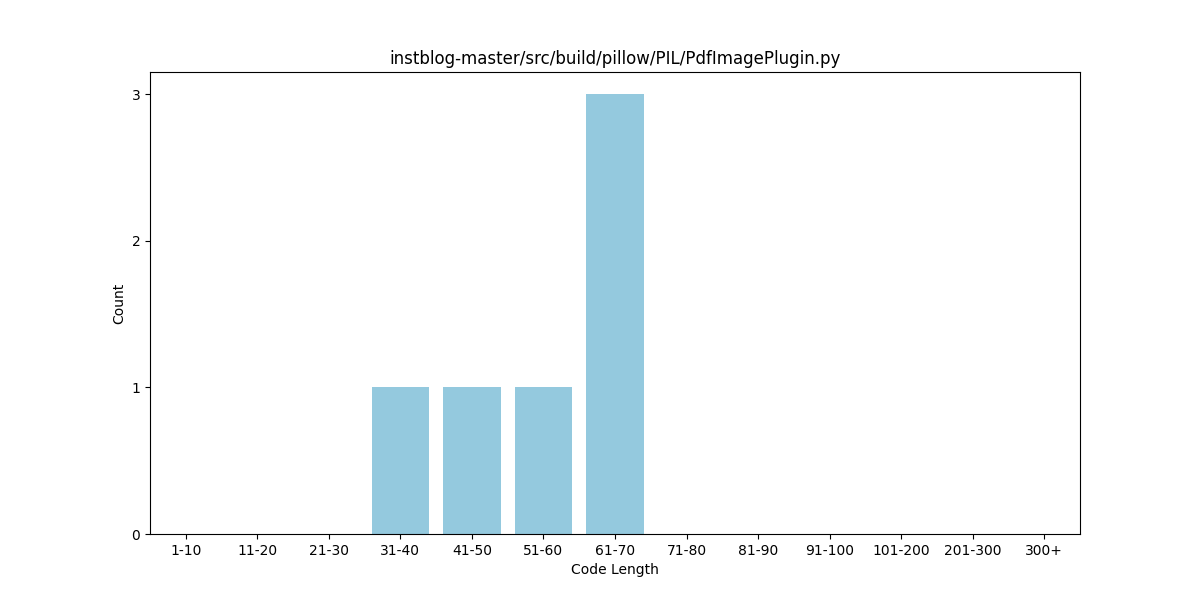 instblog-master/src/build/pillow/PIL/PdfImagePlugin.py
3
2
1
0
Count
1-10 11-20 21-30 31-40 41-50 51-60 61-70 71-80 81-90 91-100 101-200 201-300 300+
Code Length